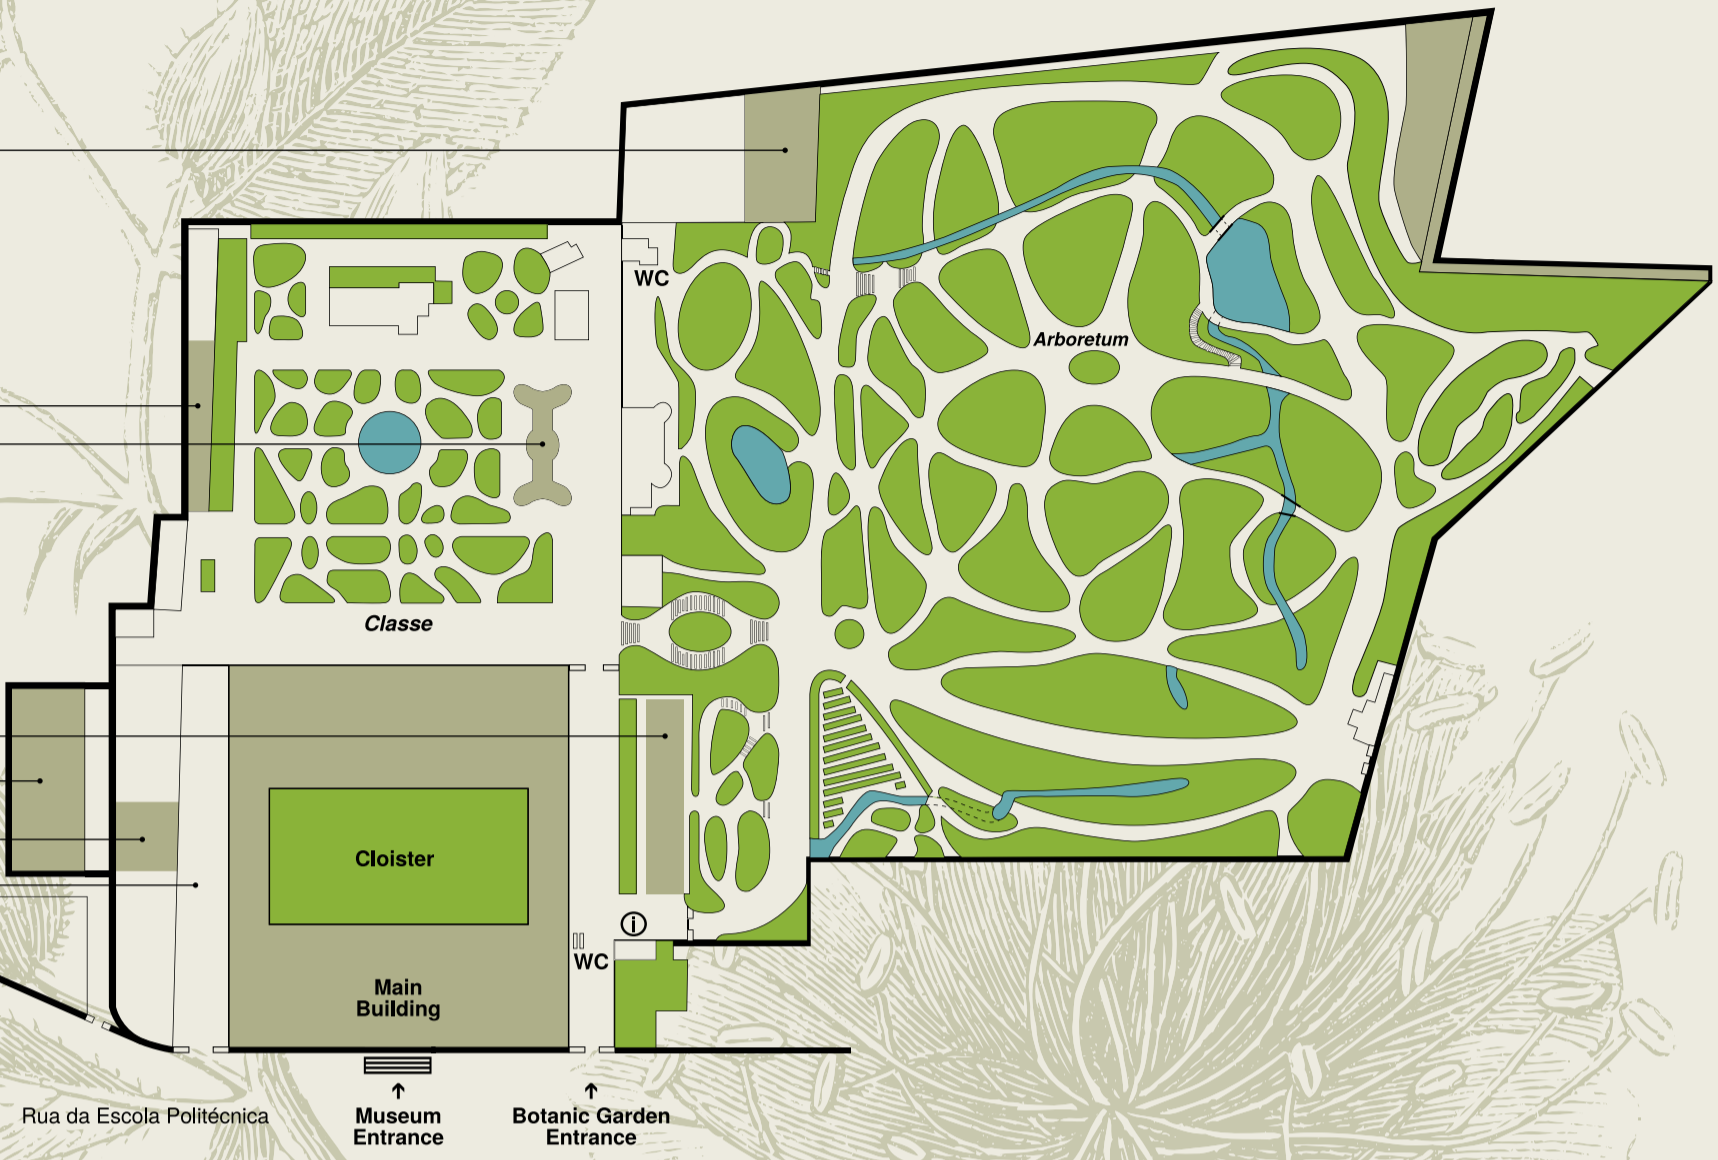 WC
Arboretum
Classe
Cloister
i
WC
Main
Building
Rua da Escola Politécnica
Museum
Entrance
Botanic Garden
Entrance